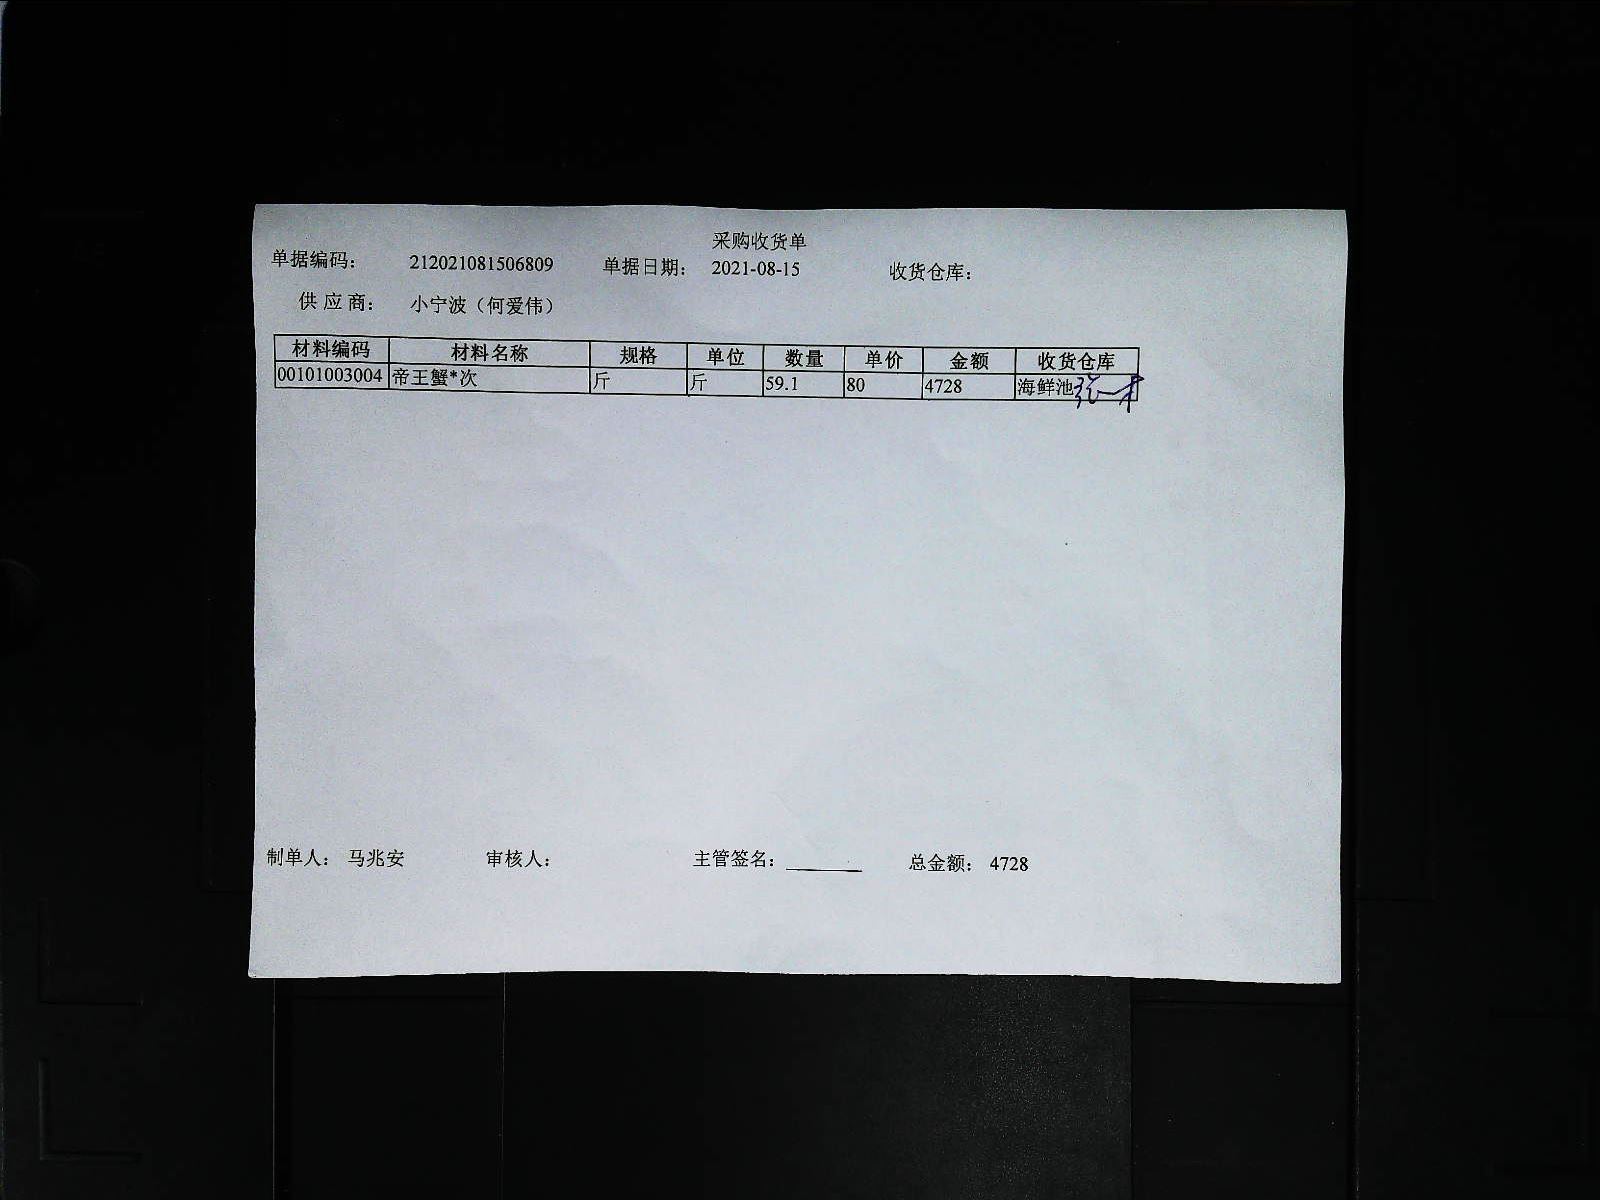 采购收货单
单据编码： 212021081506809 单据日期： 2021-08-15 收货仓库：
供 应 商： 小宁波（何爱伟）
材料编码 材料名称 规格 单位 数量 单价 金额 收货仓库
00101003004 帝王蟹*次 斤 斤 59.1 80 4728 海鲜池
制单人： 马兆安 审核人： 主管签名： 总金额： 4728